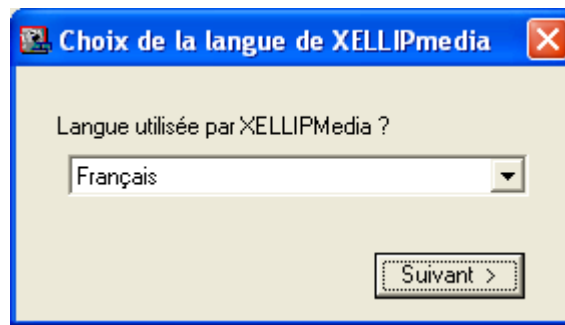 Choix de la langue de XELLIPmedia
Langue utilisée par XELLIPMedia ?
Français
Suivant >